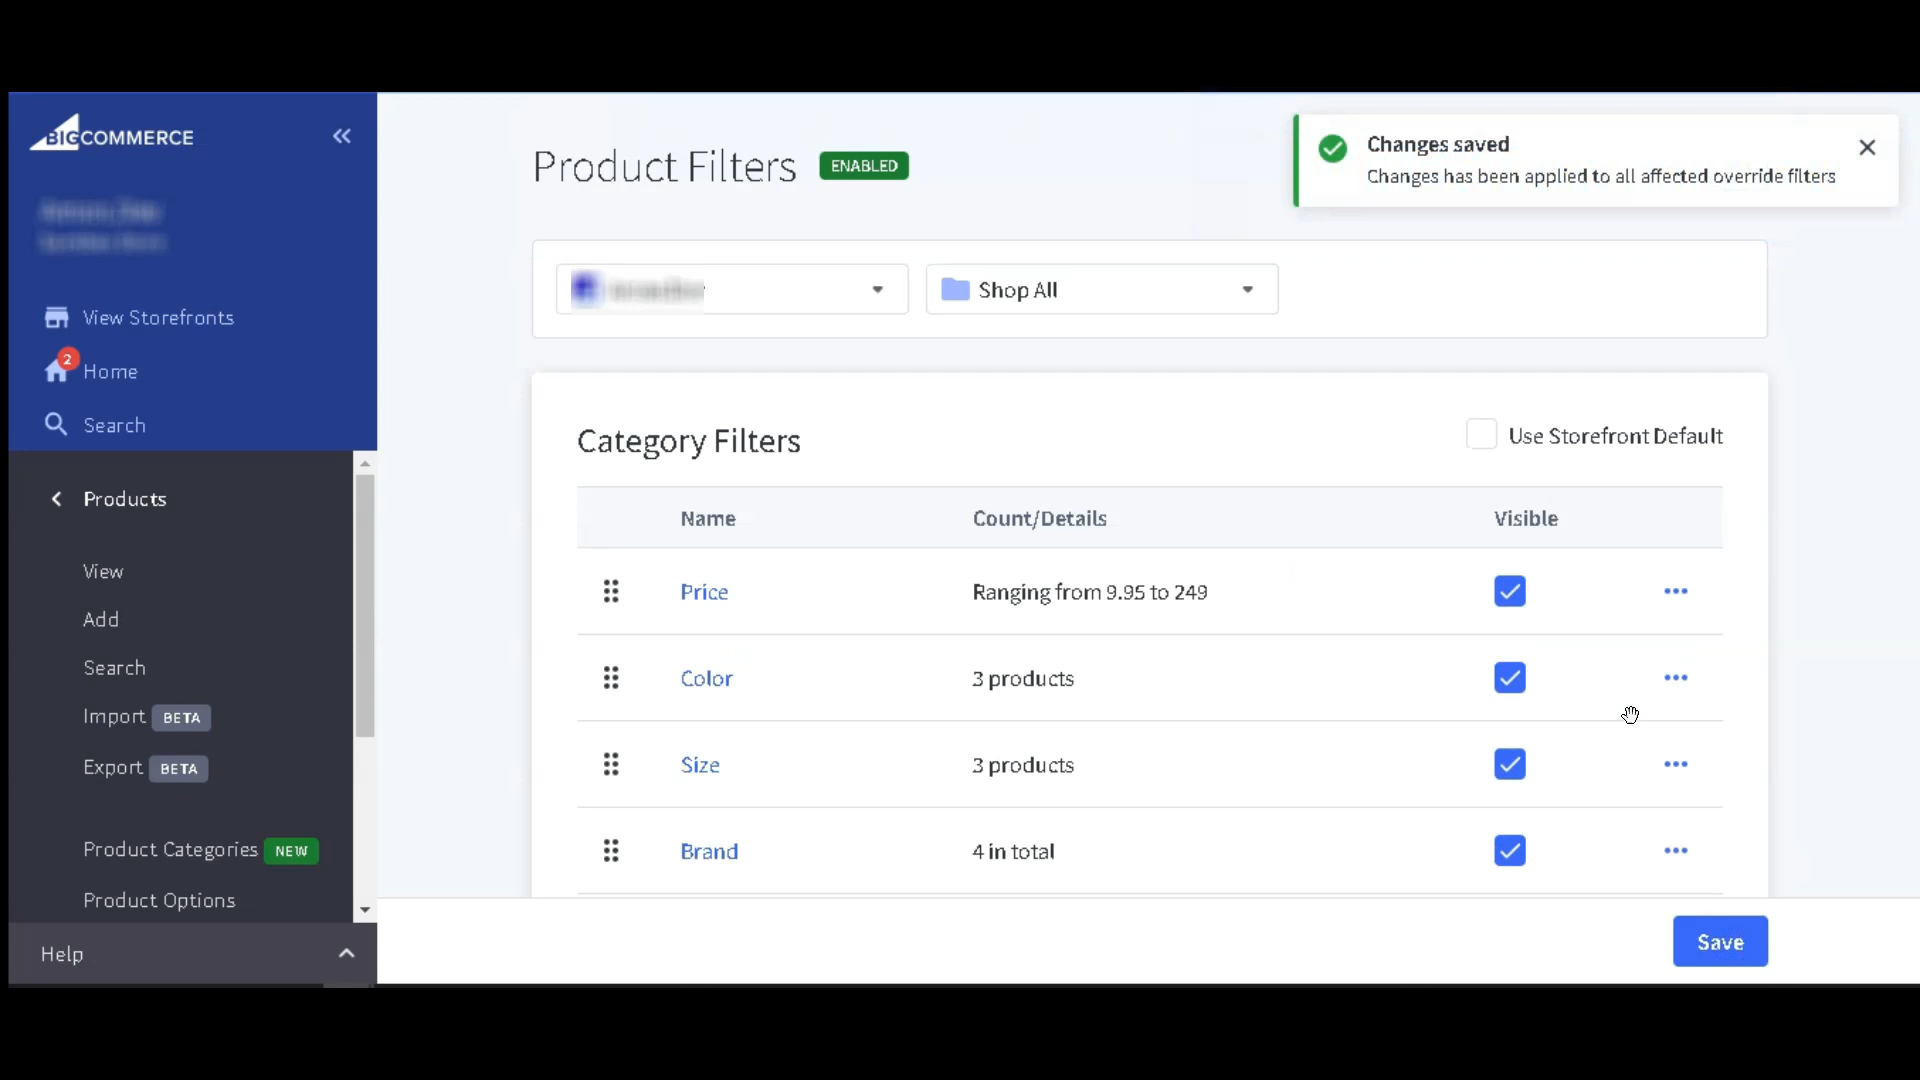 BIGCOMMERCE
View Storefronts
2
Home
Search
Products
View
Add
Search
Import BETA
Export BETA
Product Categories NEW
Product Options
Help
Product Filters ENABLED
Changes saved
Changes has been applied to all affected override filters
Shop All
Category Filters
Use Storefront Default
Name Count/Details Visible
Price Ranging from 9.95 to 249
Color 3 products
Size 3 products
Brand 4 in total
Save